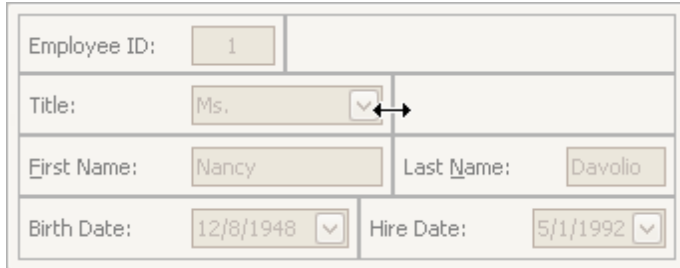 Employee ID: 1
Title: Ms.
First Name: Nancy Last Name: Davolio
Birth Date: 12/8/1948 Hire Date: 5/1/1992